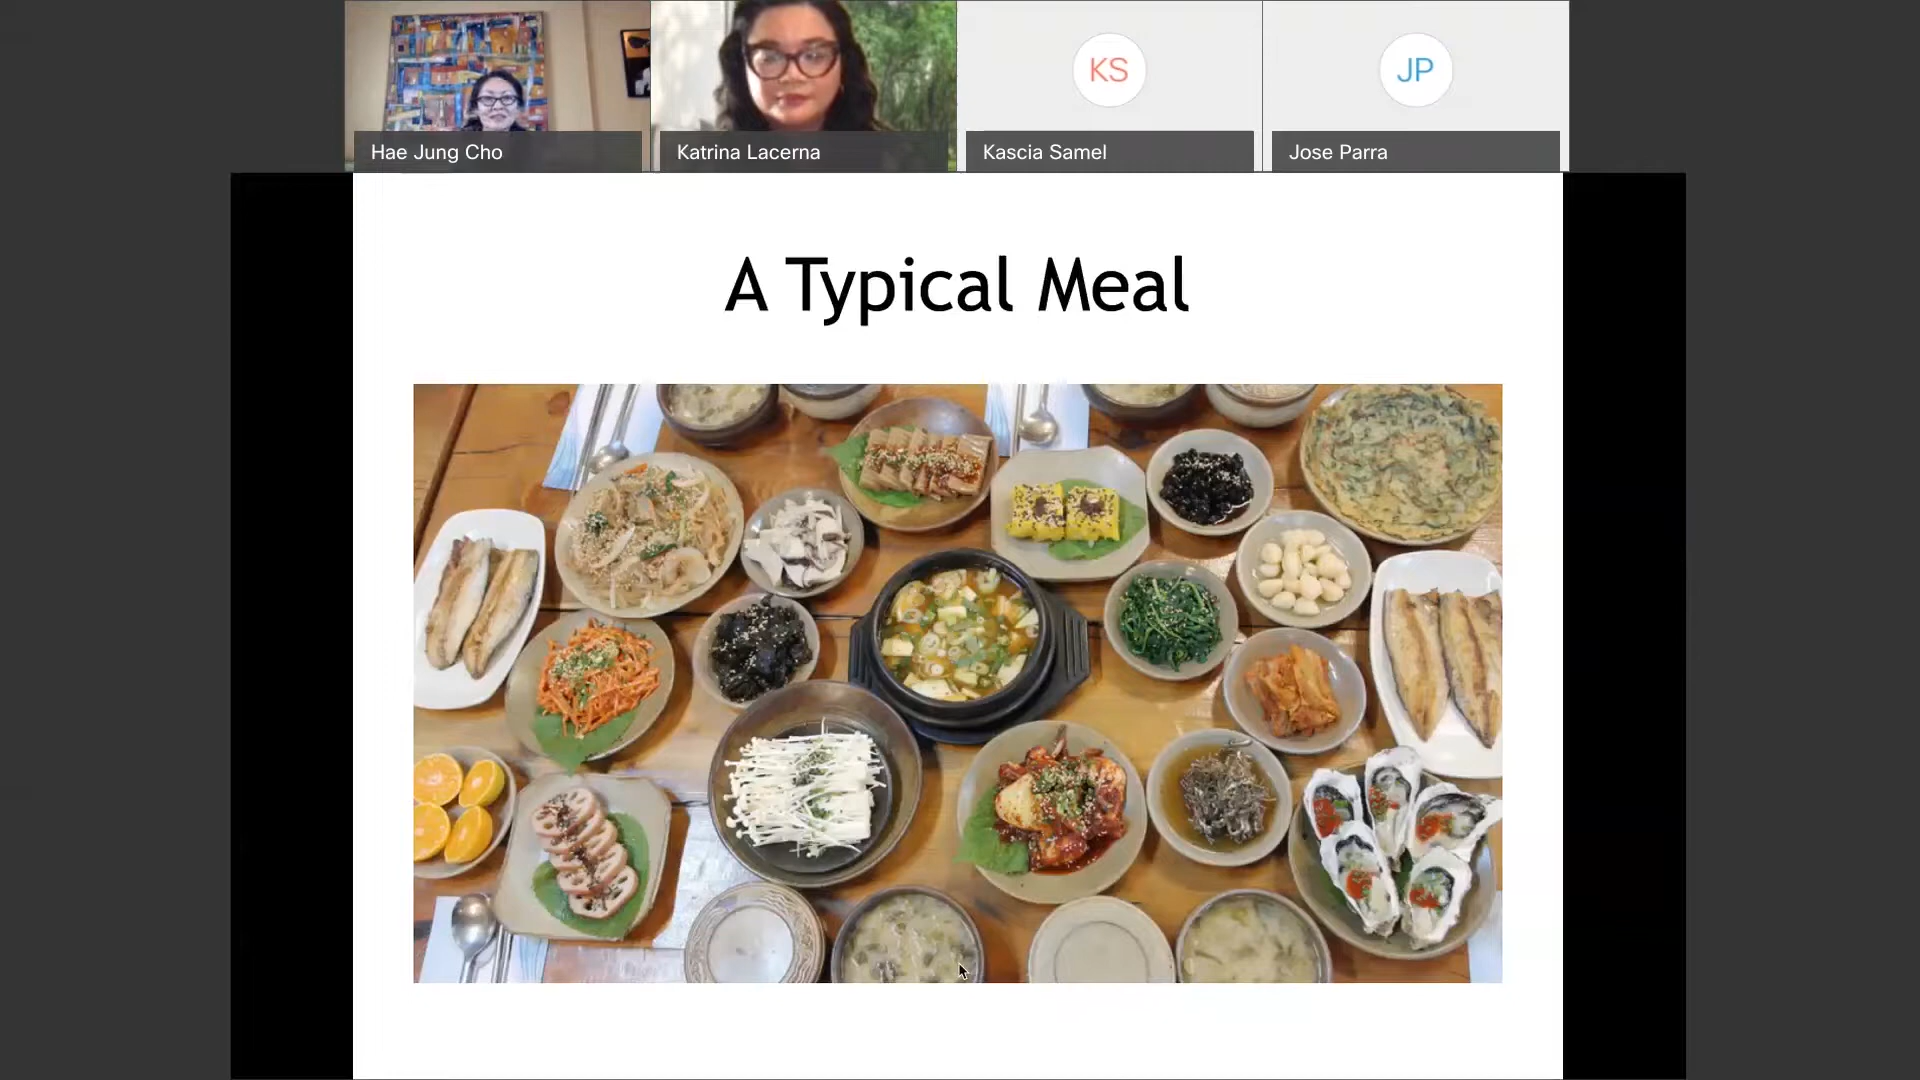 KS
JP
Hae Jung Cho
Katrina Lacerna
Kascia Samel
Jose Parra
A Typical Meal